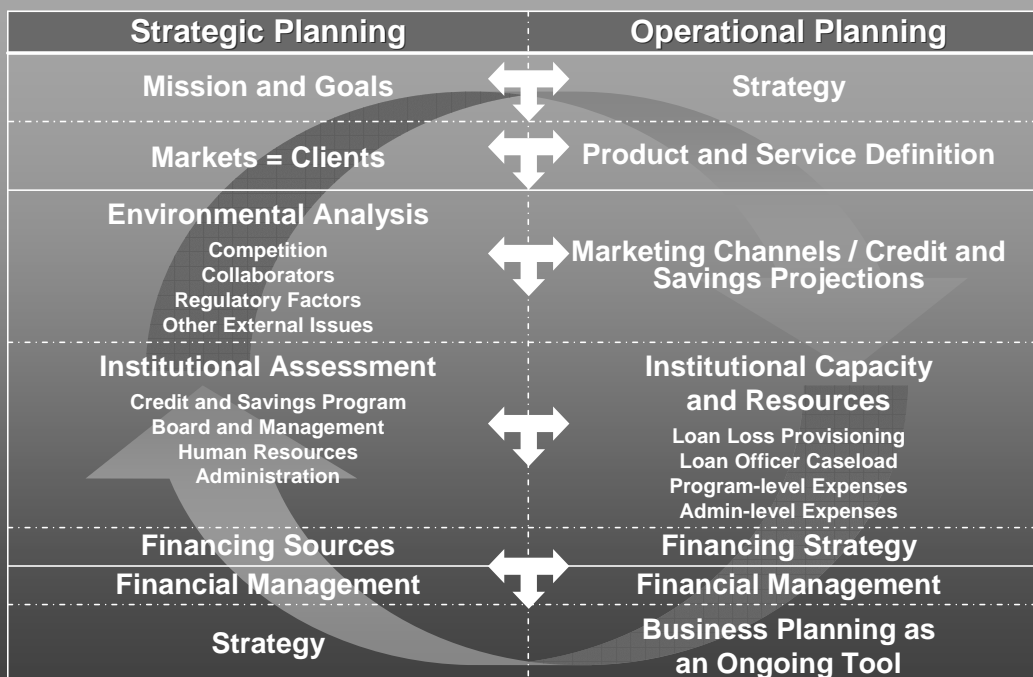 Strategic Planning
Operational Planning
Mission and Goals
Strategy
Markets = Clients
Product and Service Definition
Environmental Analysis
Competition
Collaborators
Regulatory Factors
Other External Issues
Marketing Channels / Credit and
Savings Projections
Institutional Assessment
Credit and Savings Program
Board and Management
Human Resources
Administration
Institutional Capacity
and Resources
Loan Loss Provisioning
Loan Officer Caseload
Program-level Expenses
Admin-level Expenses
Financing Sources
Financing Strategy
Financial Management
Financial Management
Strategy
Business Planning as
an Ongoing Tool